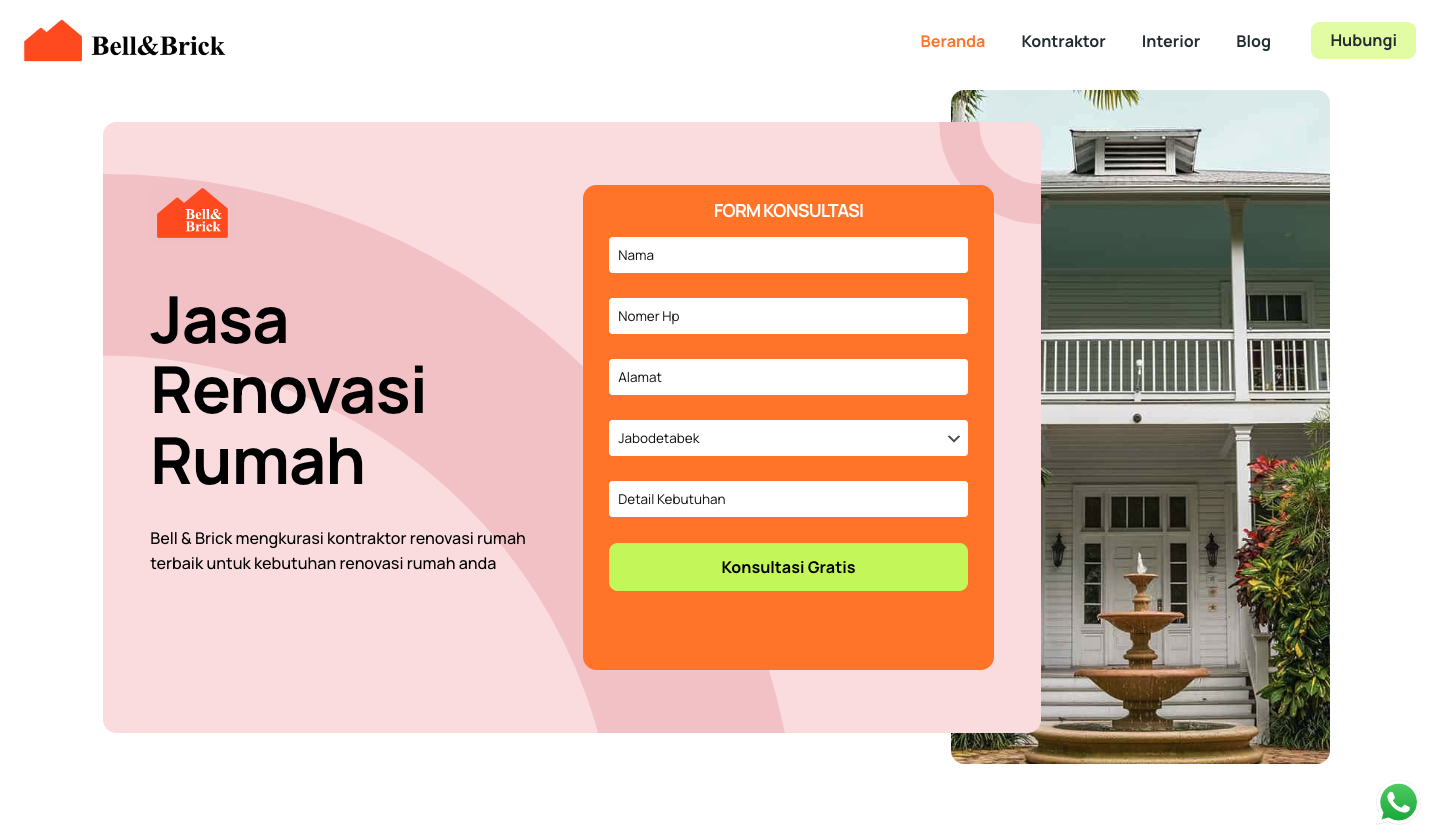 Bell&Brick
Beranda
Kontraktor
Interior
Blog
Hubungi
Bell&
Brick
Jasa
Renovasi
Rumah
Bell & Brick mengkurasi kontraktor renovasi rumah
terbaik untuk kebutuhan renovasi rumah anda
FORM KONSULTASI
Nama
Nomer Hp
Alamat
Jabodetabek
Detail Kebutuhan
Konsultasi Gratis